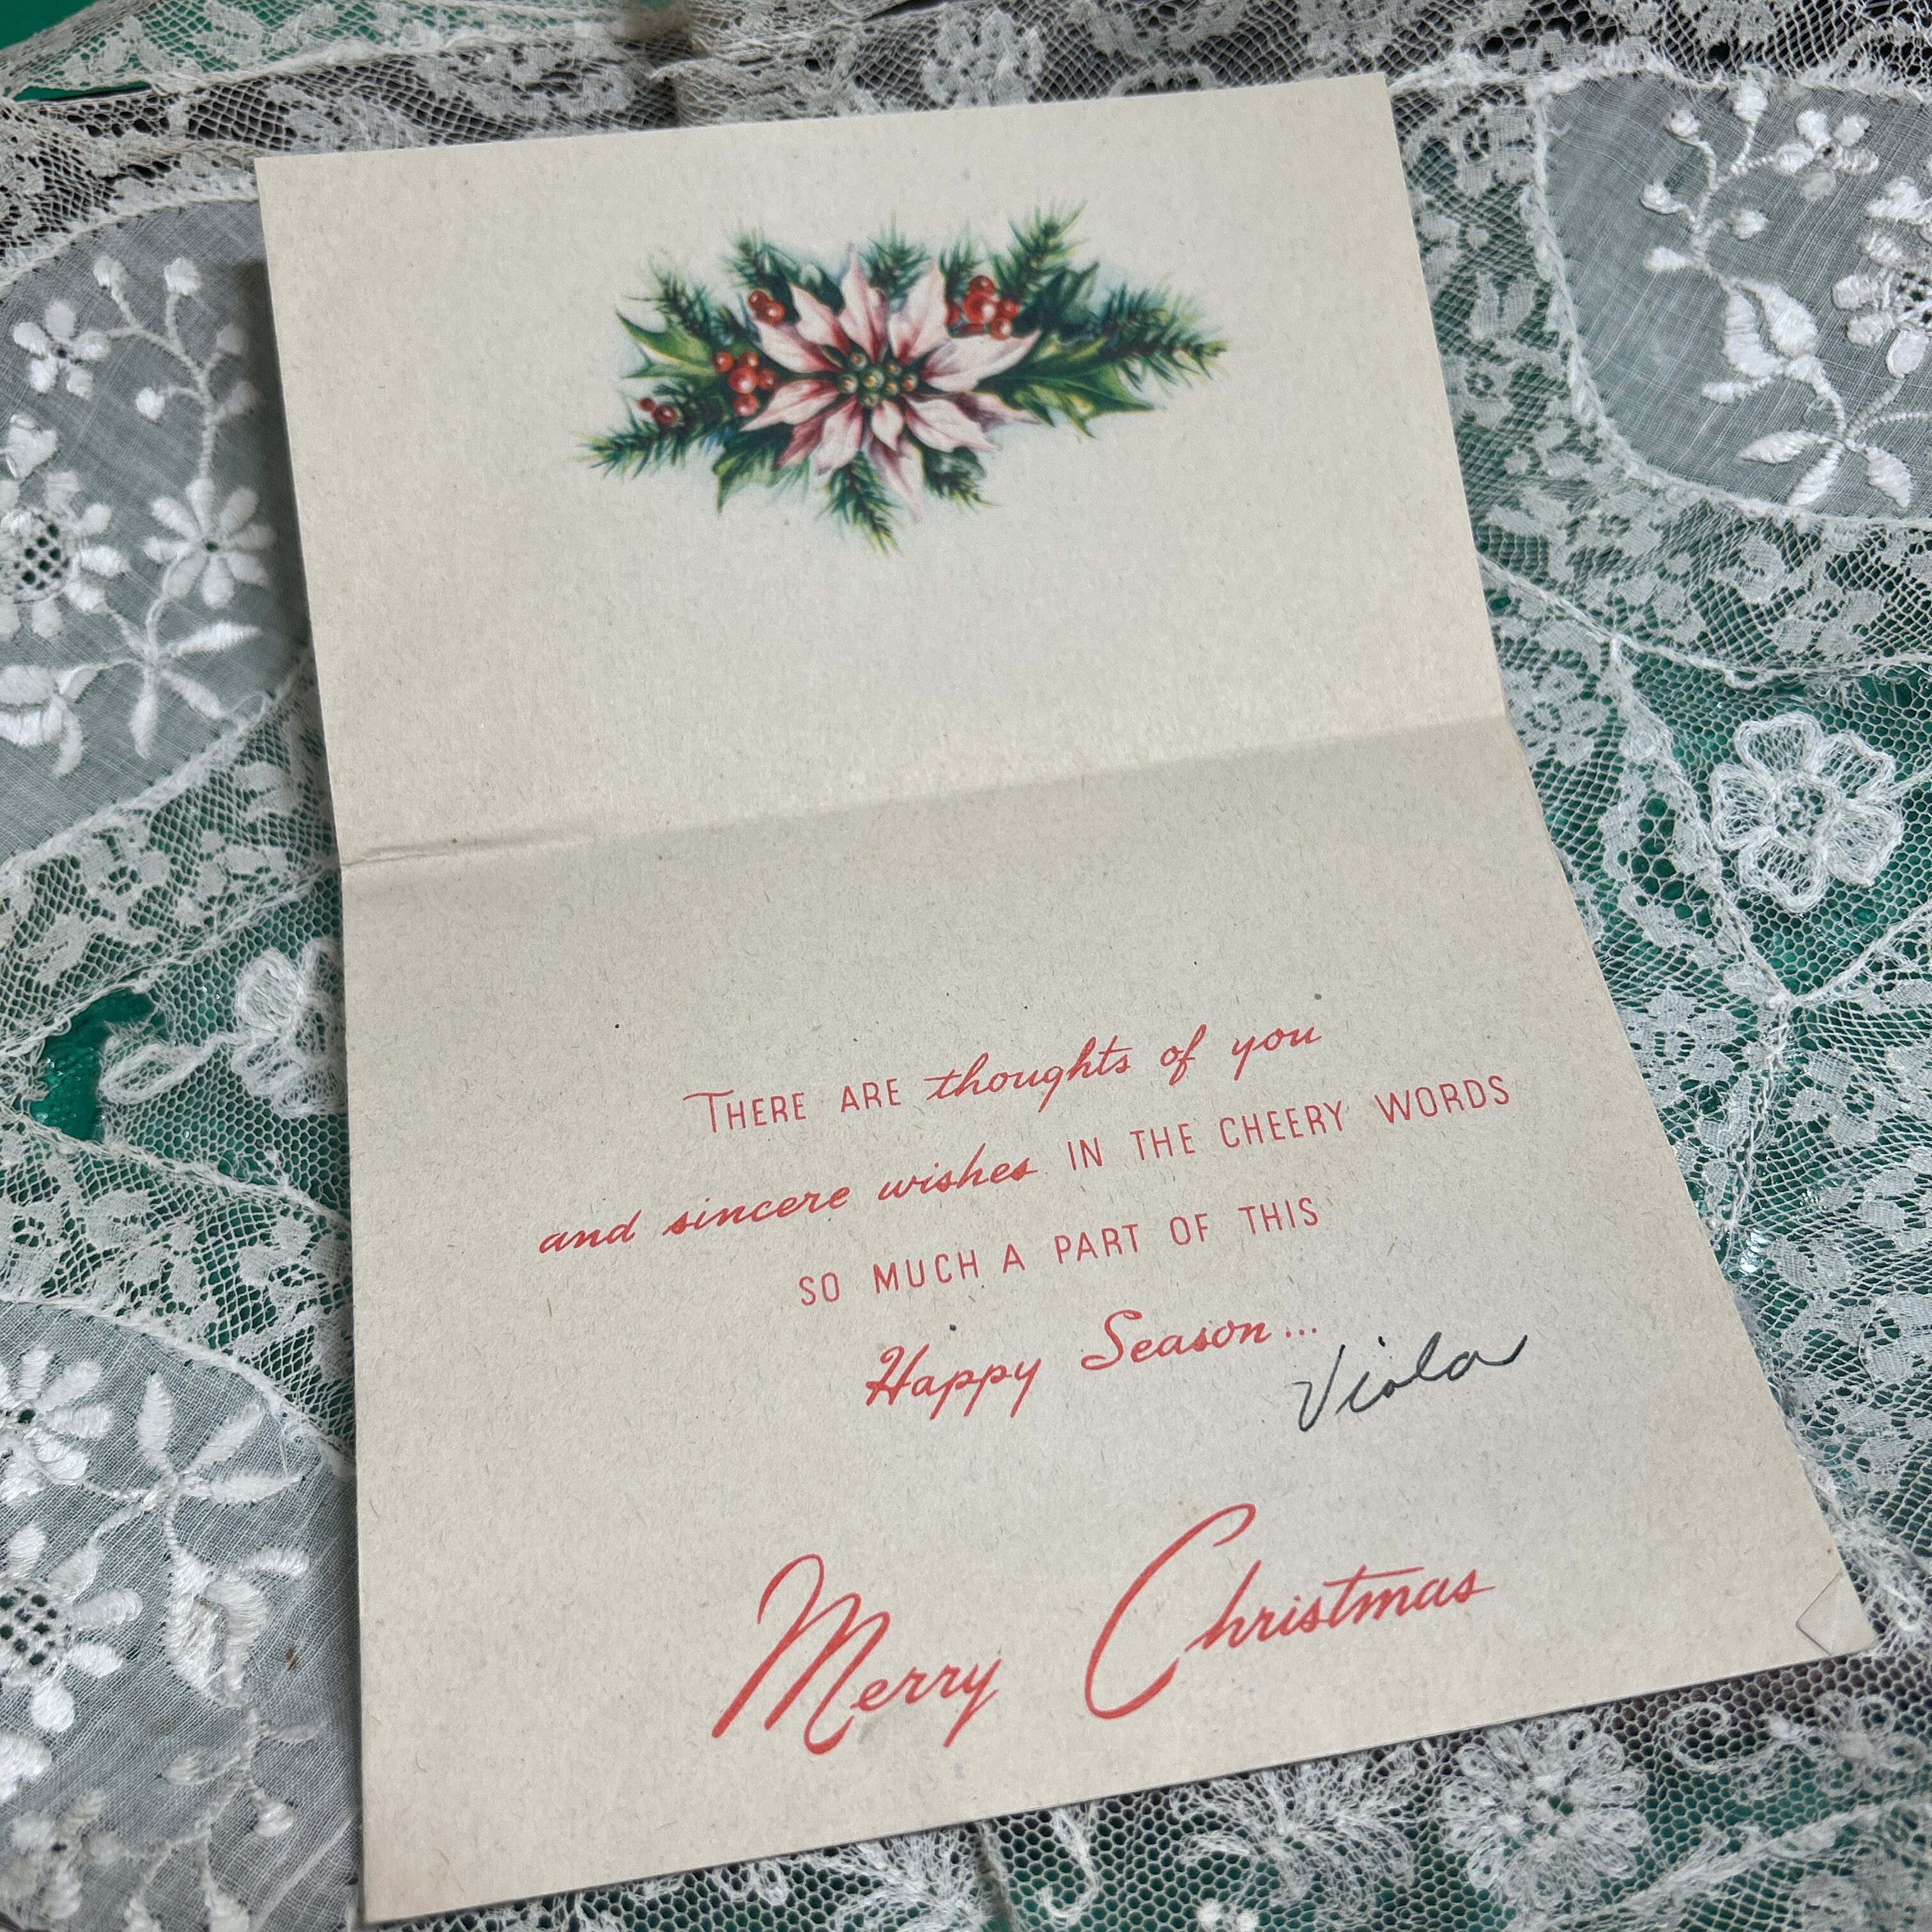 THERE ARE thoughts of you
and sincere wishes IN THE CHEERY WORDS
SO MUCH A PART OF THIS
Happy Season...
Viola
Merry Christmas